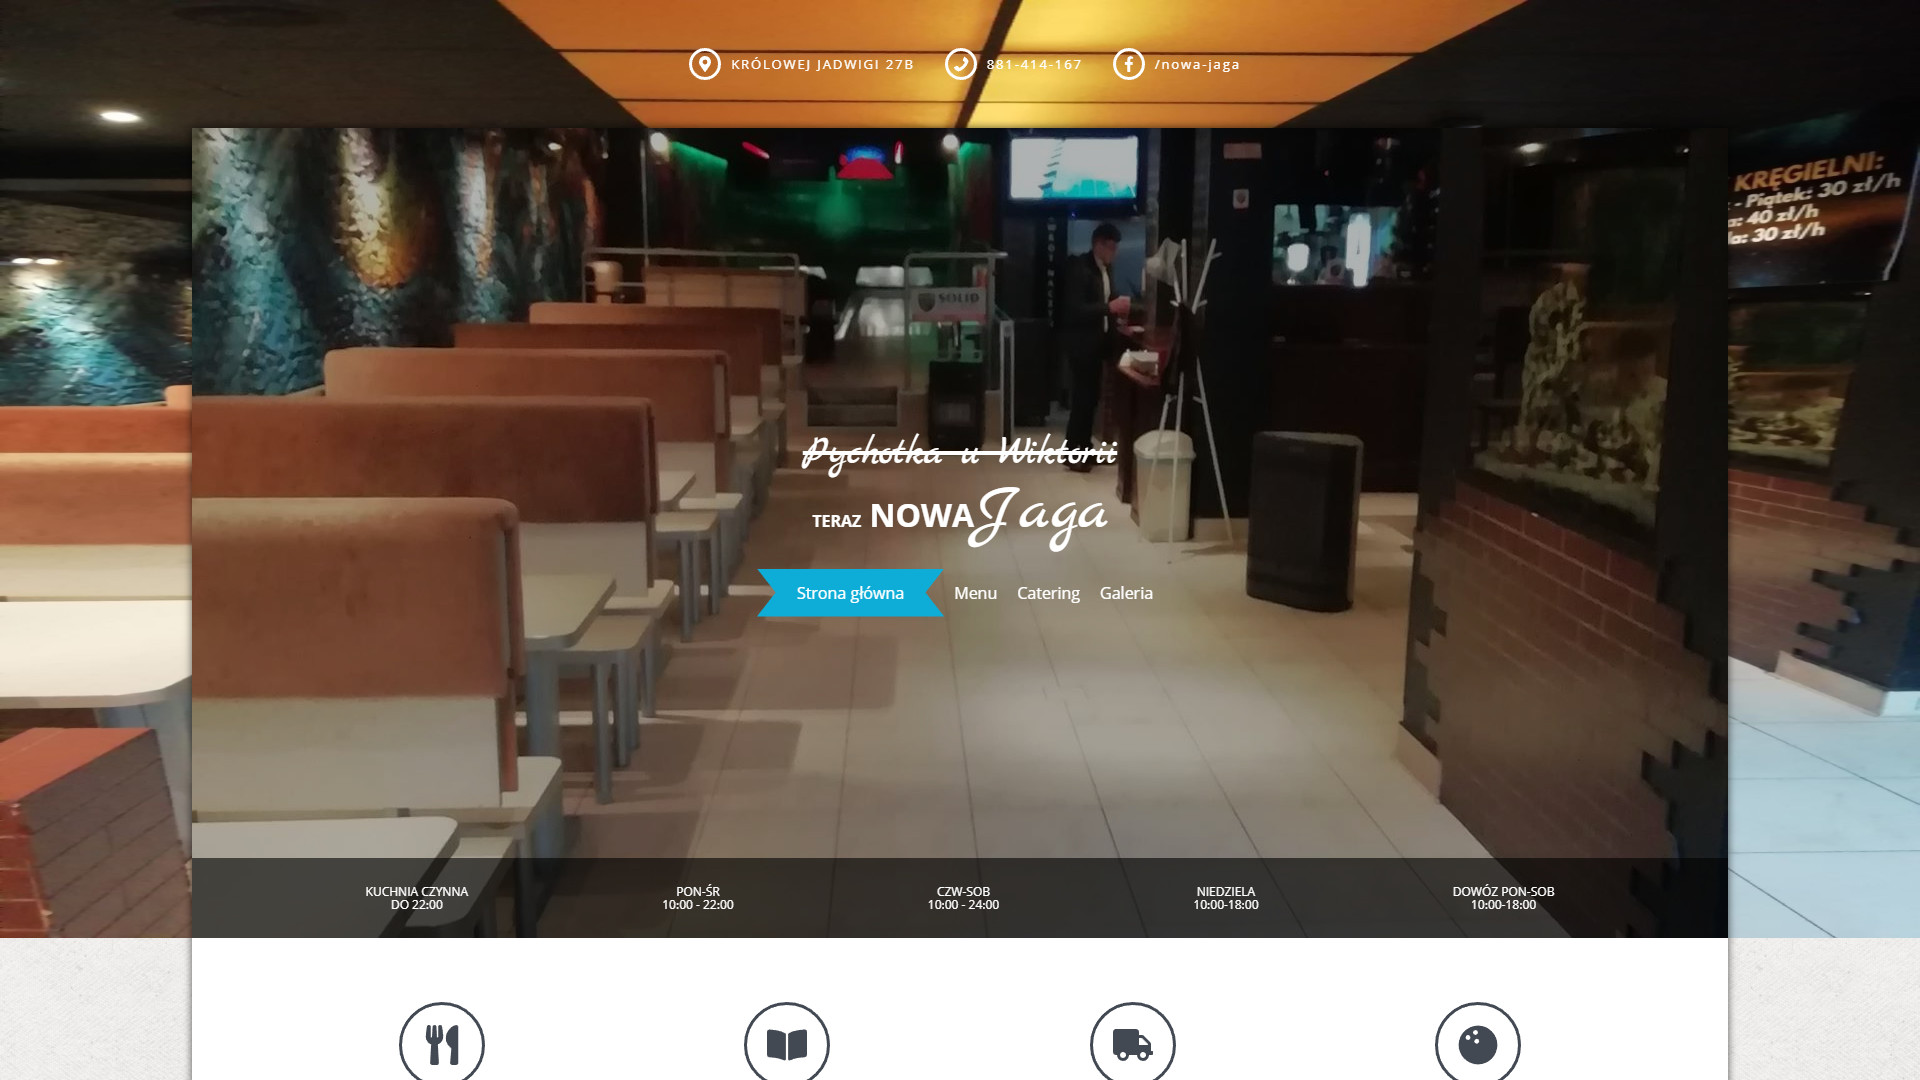 KRÓLOWEJ JADWIGI 27B
881-414-167
/nowa-jaga
KRĘGIELNI:
- Piątek: 30 zł/h
40 zł/h
30 zł/h
SOLID
Pychotka u Wiktorii
TERAZ NOWA Jaga
Strona główna
Menu
Catering
Galeria
KUCHNIA CZYNNA
DO 22:00
PON-ŚR
10:00 - 22:00
CZW-SOB
10:00 - 24:00
NIEDZIELA
10:00-18:00
DOWÓZ PON-SOB
10:00-18:00